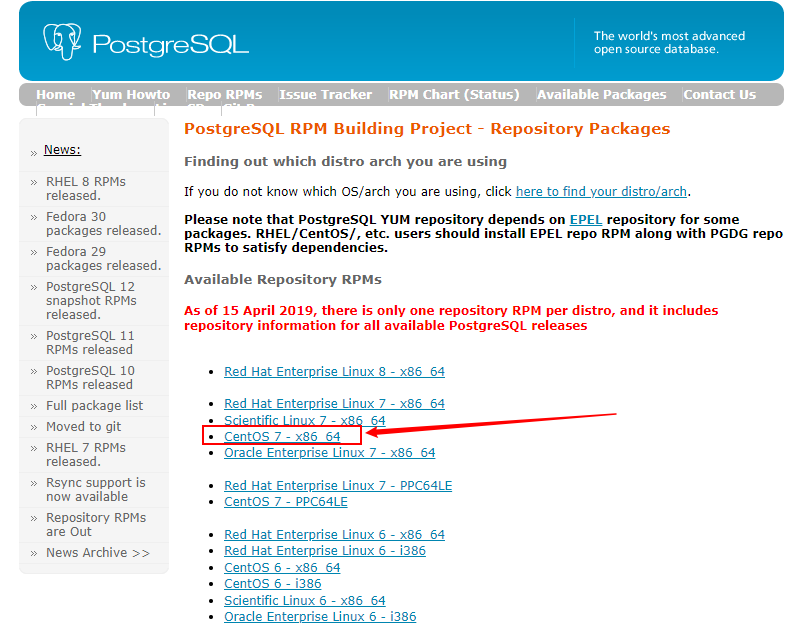 PostgreSQL
The world's most advanced
open source database.
Home Yum Howto Repo RPMs Issue Tracker RPM Chart (Status) Available Packages Contact Us
News:
RHEL 8 RPMs
released.
Fedora 30
packages released.
Fedora 29
packages released.
PostgreSQL 12
snapshot RPMs
released.
PostgreSQL 11
RPMs released
PostgreSQL 10
RPMs released
Full package list
Moved to git
RHEL 7 RPMs
released.
Rsync support is
now available
Repository RPMs
are Out
News Archive >>
PostgreSQL RPM Building Project - Repository Packages
Finding out which distro arch you are using
If you do not know which OS/arch you are using, click here to find your distro/arch.
Please note that PostgreSQL YUM repository depends on EPEL repository for some
packages. RHEL/CentOS/, etc. users should install EPEL repo RPM along with PGDG repo
RPMs to satisfy dependencies.
Available Repository RPMs
As of 15 April 2019, there is only one repository RPM per distro, and it includes
repository information for all available PostgreSQL releases
Red Hat Enterprise Linux 8 - x86_64
Red Hat Enterprise Linux 7 - x86_64
Scientific Linux 7 - x86_64
CentOS 7 - x86_64
Oracle Enterprise Linux 7 - x86_64
Red Hat Enterprise Linux 7 - PPC64LE
CentOS 7 - PPC64LE
Red Hat Enterprise Linux 6 - x86_64
Red Hat Enterprise Linux 6 - i386
CentOS 6 - x86_64
CentOS 6 - i386
Scientific Linux 6 - x86_64
Oracle Enterprise Linux 6 - i386